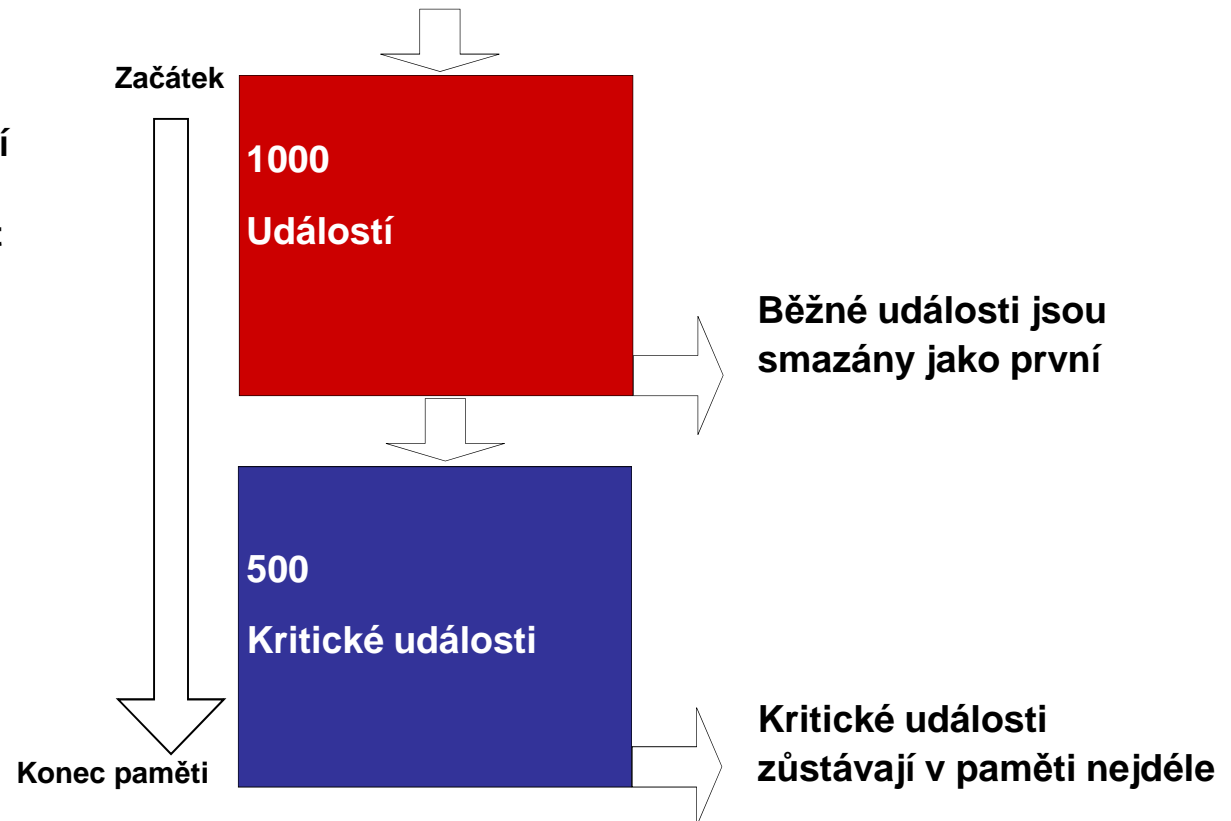 Začátek
í
1000
Událostí
:
Běžné události jsou
smazány jako první
500
Kritické události
Kritické události
zůstávají v paměti nejdéle
Konec paměti